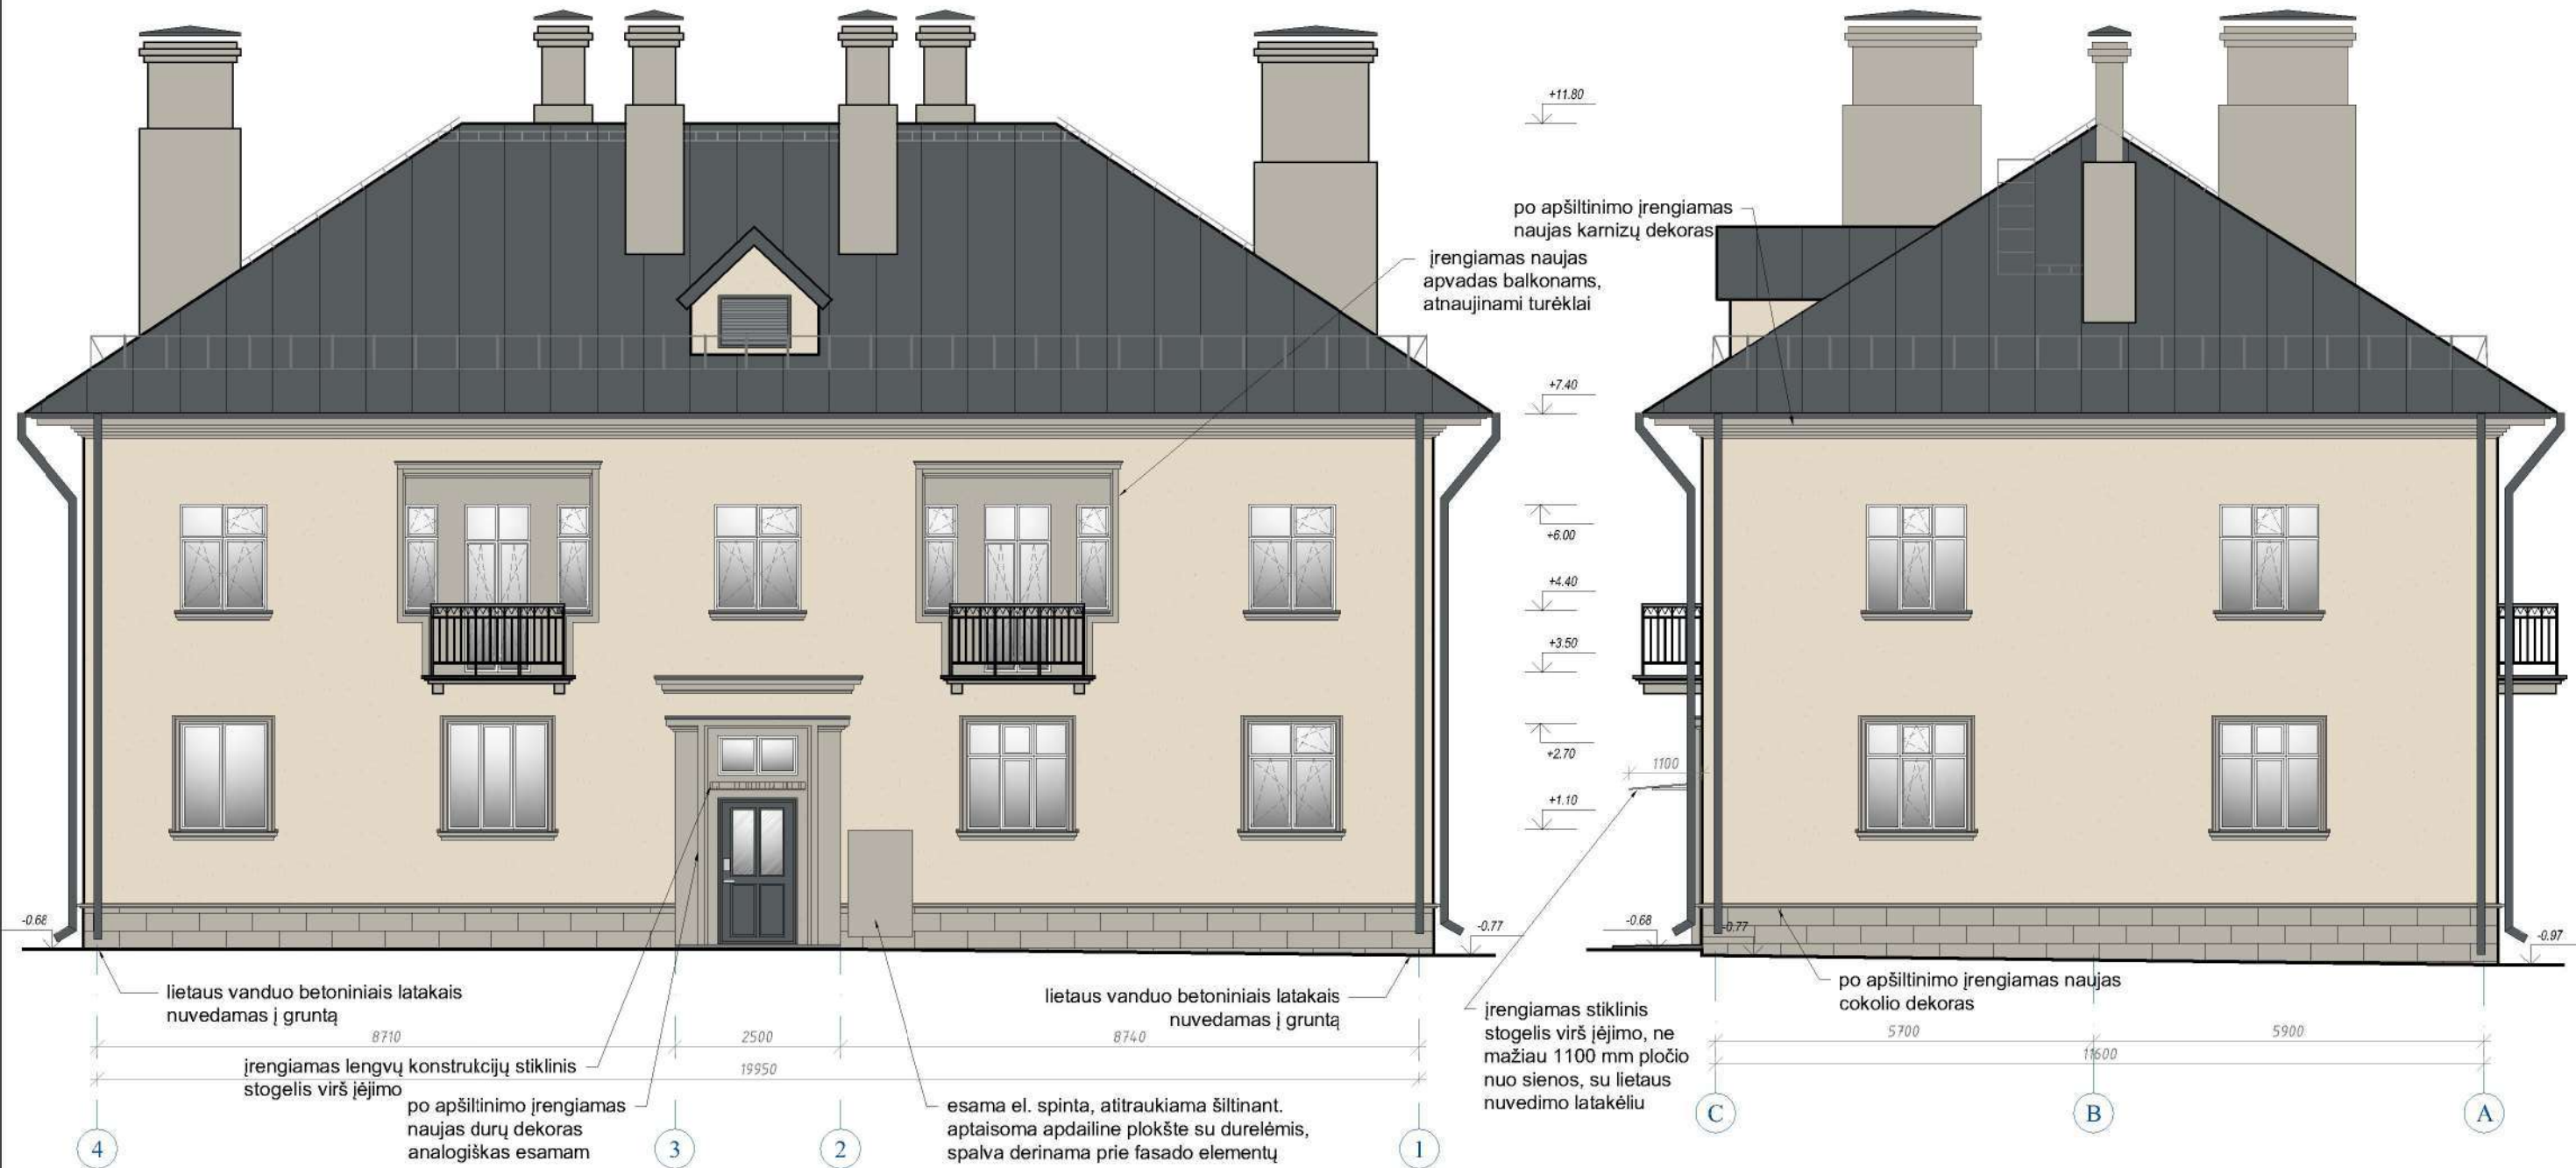 +11.80
po apšiltinimo įrengiamas
naujas karnizų dekoras
įrengiamas naujas
apvadas balkonams,
atnaujinami turėklai
+7.40
+6.00
+4.40
+3.50
+2.70
1100
+1.10
-0.68
-0.77
-0.68
-0.77
-0.97
lietaus vanduo betoniniais latakais
nuvedamas į gruntą
lietaus vanduo betoniniais latakais
nuvedamas į gruntą
įrengiamas stiklinis
stogelis virš įėjimo, ne
mažiau 1100 mm pločio
nuo sienos, su lietaus
nuvedimo latakėliu
po apšiltinimo įrengiamas naujas
cokolio dekoras
8710
2500
8740
19950
5700
5900
11600
įrengiamas lengvų konstrukcijų stiklinis
stogelis virš įėjimo
po apšiltinimo įrengiamas
naujas durų dekoras
analogiškas esamam
esama el. spinta, atitraukiama šiltinant.
aptaisoma apdailine plokšte su durelėmis,
spalva derinama prie fasado elementų
4
3
2
1
C
B
A